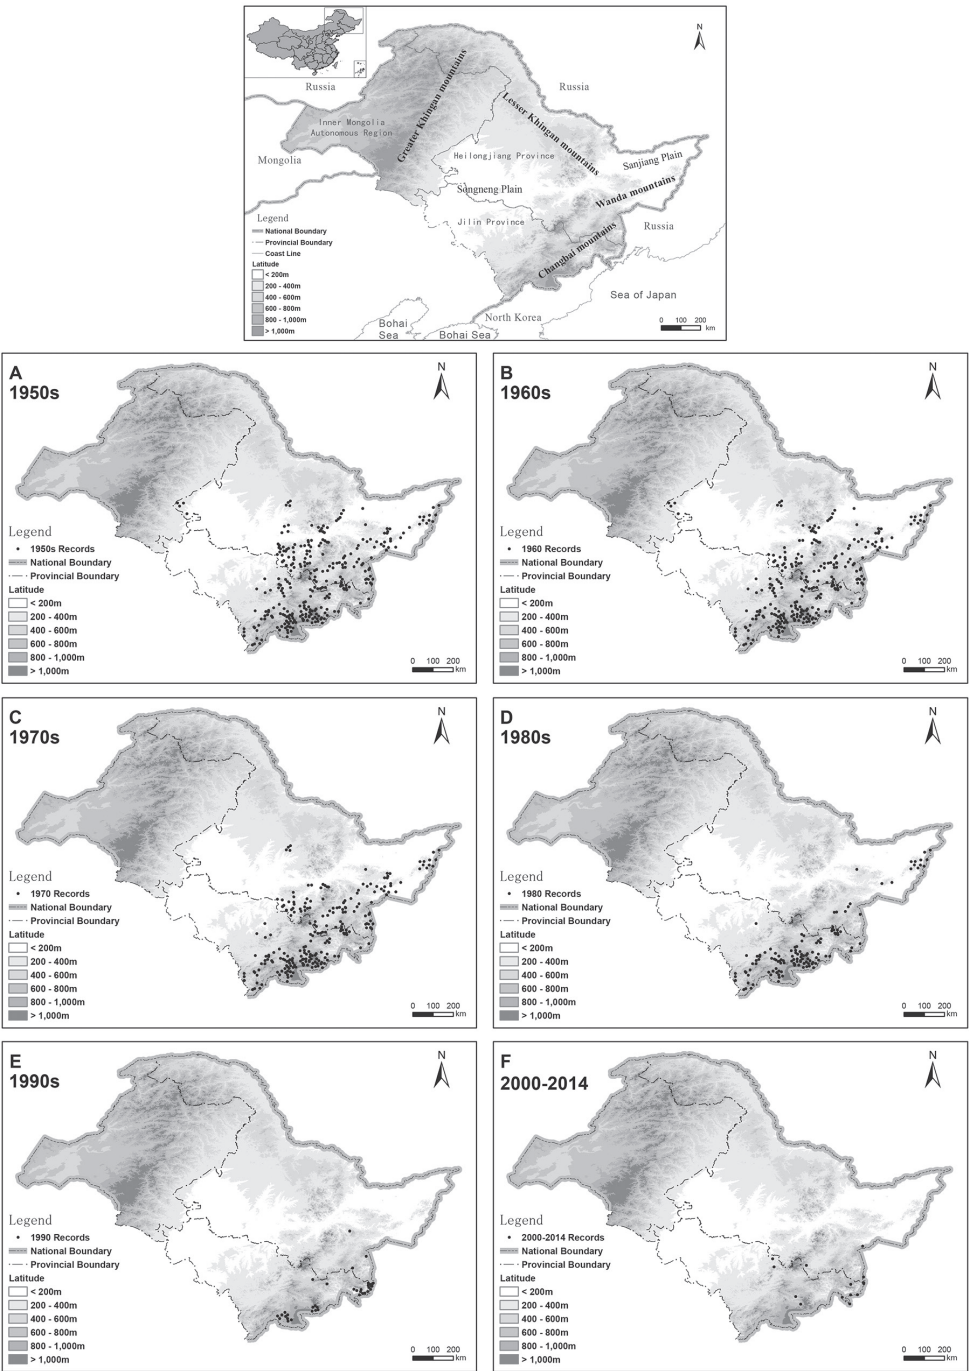 N
Russia
Russia
Inner Mongolia
Autonomous Region
Greater Khingan mountains
Lesser Khingan mountains
Mongolia
Heilongjiang Province
Sanjiang Plain
Songneng Plain
Wanda mountains
Jilin Province
Russia
Changbai mountains
Legend
National Boundary
Provincial Boundary
Coast Line
Latitude
< 200m
200 - 400m
400 - 600m
600 - 800m
800 - 1,000m
> 1,000m
Sea of Japan
North Korea
Bohai
Sea
Bohai Sea
0 100 200
km
A
1950s
N
Legend
1950s Records
National Boundary
Provincial Boundary
Latitude
< 200m
200 - 400m
400 - 600m
600 - 800m
800 - 1,000m
> 1,000m
0 100 200
km
B
1960s
N
Legend
1960 Records
National Boundary
Provincial Boundary
Latitude
< 200m
200 - 400m
400 - 600m
600 - 800m
800 - 1,000m
> 1,000m
0 100 200
km
C
1970s
N
Legend
1970 Records
National Boundary
Provincial Boundary
Latitude
< 200m
200 - 400m
400 - 600m
600 - 800m
800 - 1,000m
> 1,000m
0 100 200
km
D
1980s
N
Legend
1980 Records
National Boundary
Provincial Boundary
Latitude
< 200m
200 - 400m
400 - 600m
600 - 800m
800 - 1,000m
> 1,000m
0 100 200
km
E
1990s
N
Legend
1990 Records
National Boundary
Provincial Boundary
Latitude
< 200m
200 - 400m
400 - 600m
600 - 800m
800 - 1,000m
> 1,000m
0 100 200
km
F
2000-2014
N
Legend
2000-2014 Records
National Boundary
Provincial Boundary
Latitude
< 200m
200 - 400m
400 - 600m
600 - 800m
800 - 1,000m
> 1,000m
0 100 200
km